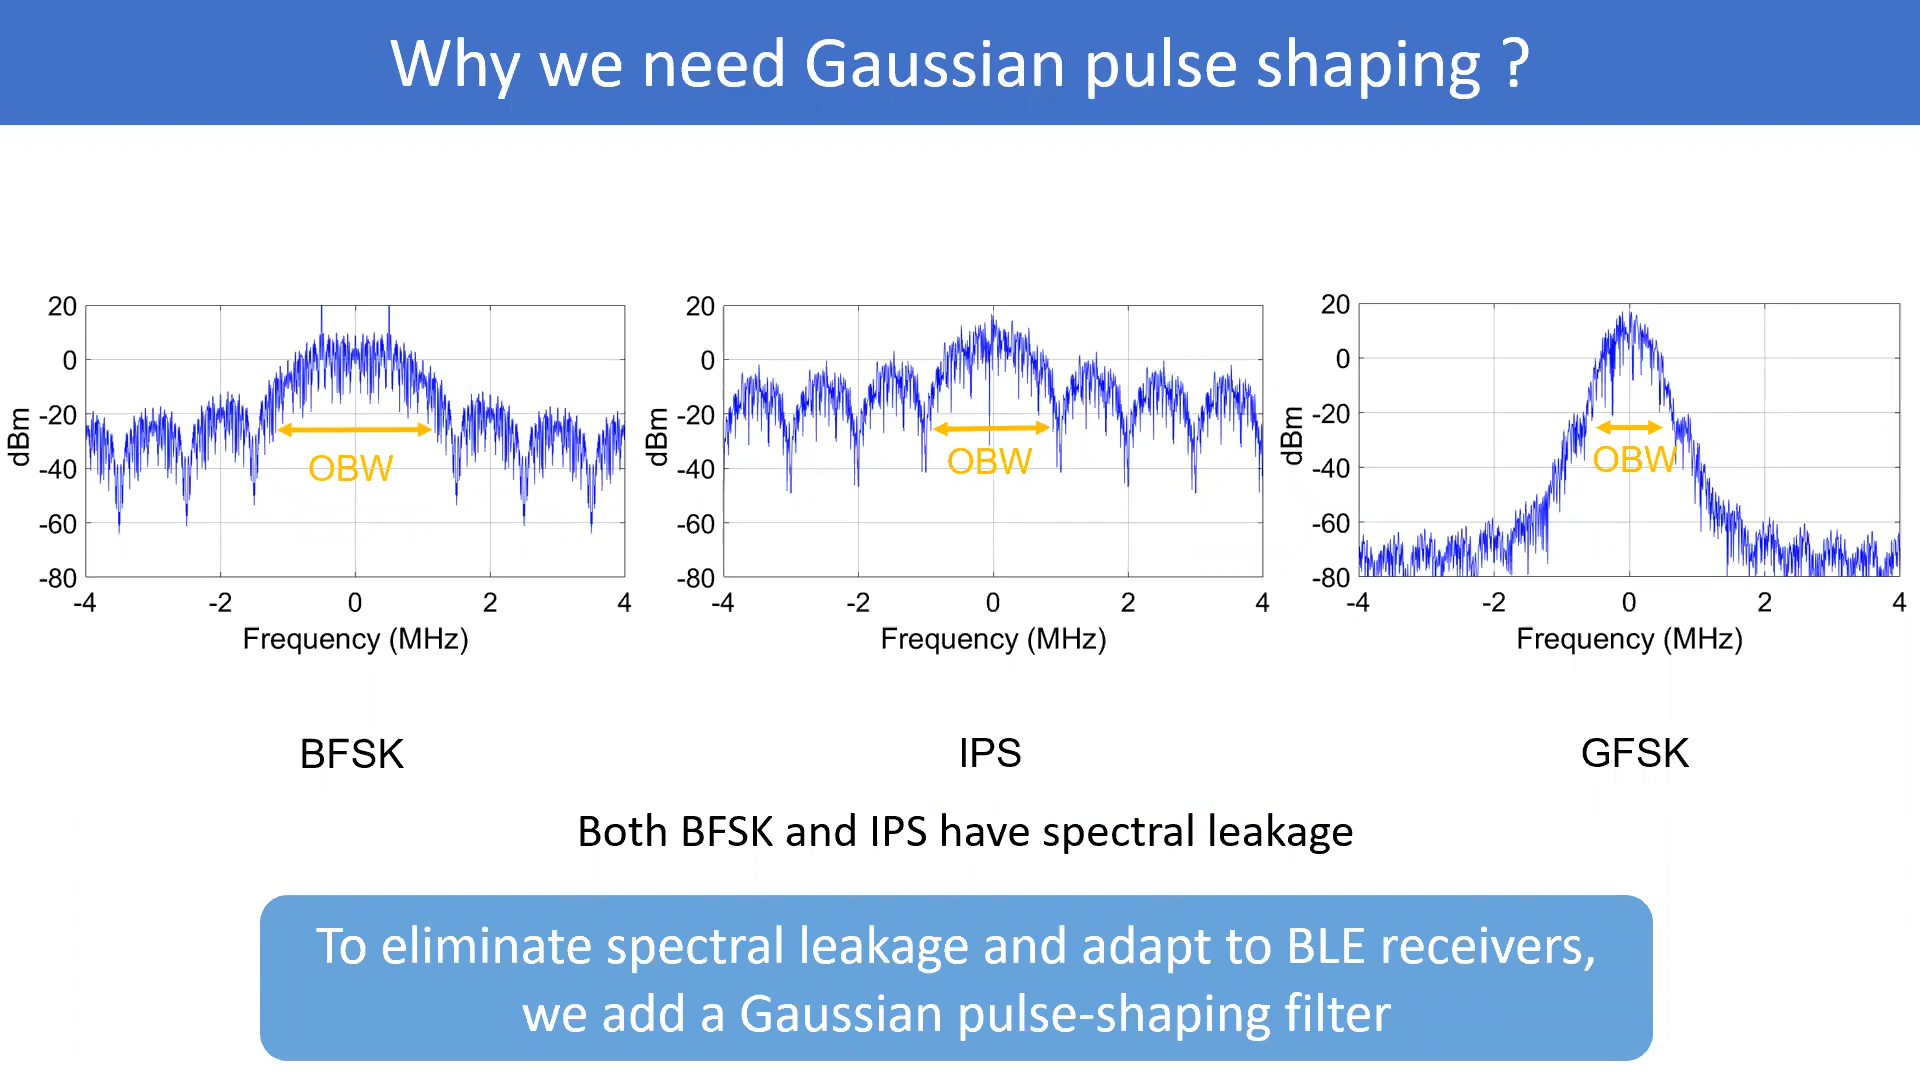 Why we need Gaussian pulse shaping ?
20
0
-20
-40
-60
-80
dBm
OBW
-4 -2 0 2 4
Frequency (MHz)
BFSK
20
0
-20
-40
-60
-80
dBm
OBW
-4 -2 0 2 4
Frequency (MHz)
IPS
20
0
-20
-40
-60
-80
dBm
OBW
-4 -2 0 2 4
Frequency (MHz)
GFSK
Both BFSK and IPS have spectral leakage
To eliminate spectral leakage and adapt to BLE receivers,
we add a Gaussian pulse-shaping filter